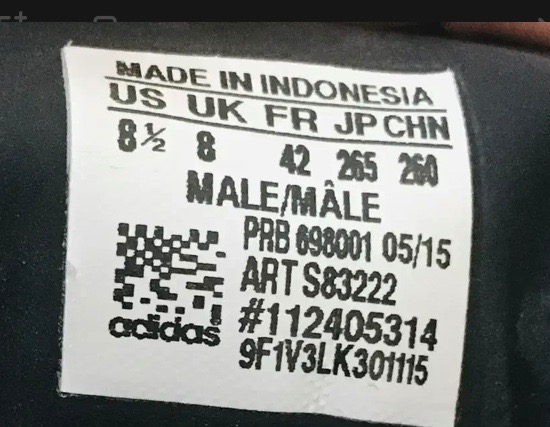 MADE IN INDONESIA
US UK FR JP CHN
8½ 8 42 265 260
MALE/MÂLE
PRB 698001 05/15
ART S83222
#112405314
adidas
9F1V3LK301115